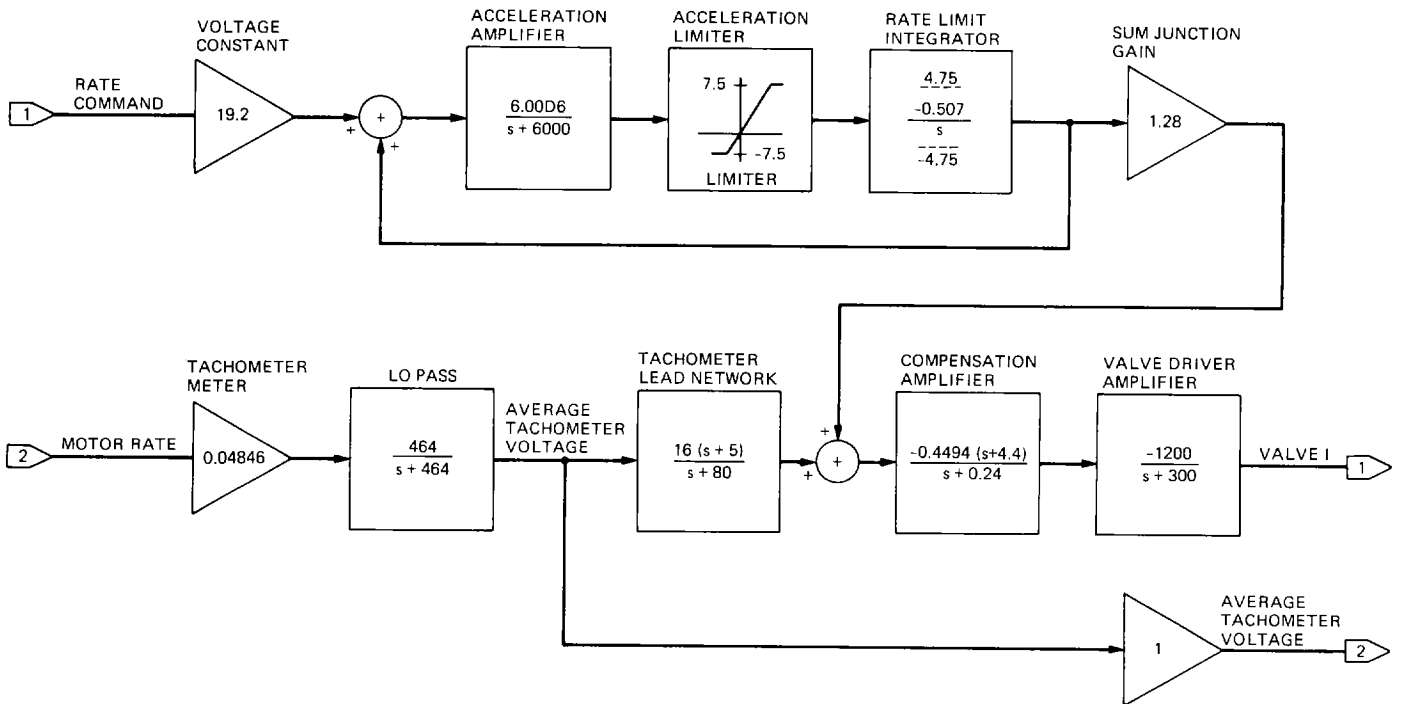 VOLTAGE
CONSTANT
ACCELERATION
AMPLIFIER
ACCELERATION
LIMITER
RATE LIMIT
INTEGRATOR
SUM JUNCTION
GAIN
1
RATE
COMMAND
19.2
+
+
+
6.00D6
s + 6000
7.5
-7.5
LIMITER
4.75
-0.507
s
-4.75
1.28
TACHOMETER
METER
LO PASS
TACHOMETER
LEAD NETWORK
COMPENSATION
AMPLIFIER
VALVE DRIVER
AMPLIFIER
2
MOTOR RATE
0.04846
464
s + 464
AVERAGE
TACHOMETER
VOLTAGE
16 (s + 5)
s + 80
+
+
+
-0.4494 (s+4.4)
s + 0.24
-1200
s + 300
VALVE I
1
1
AVERAGE
TACHOMETER
VOLTAGE
2